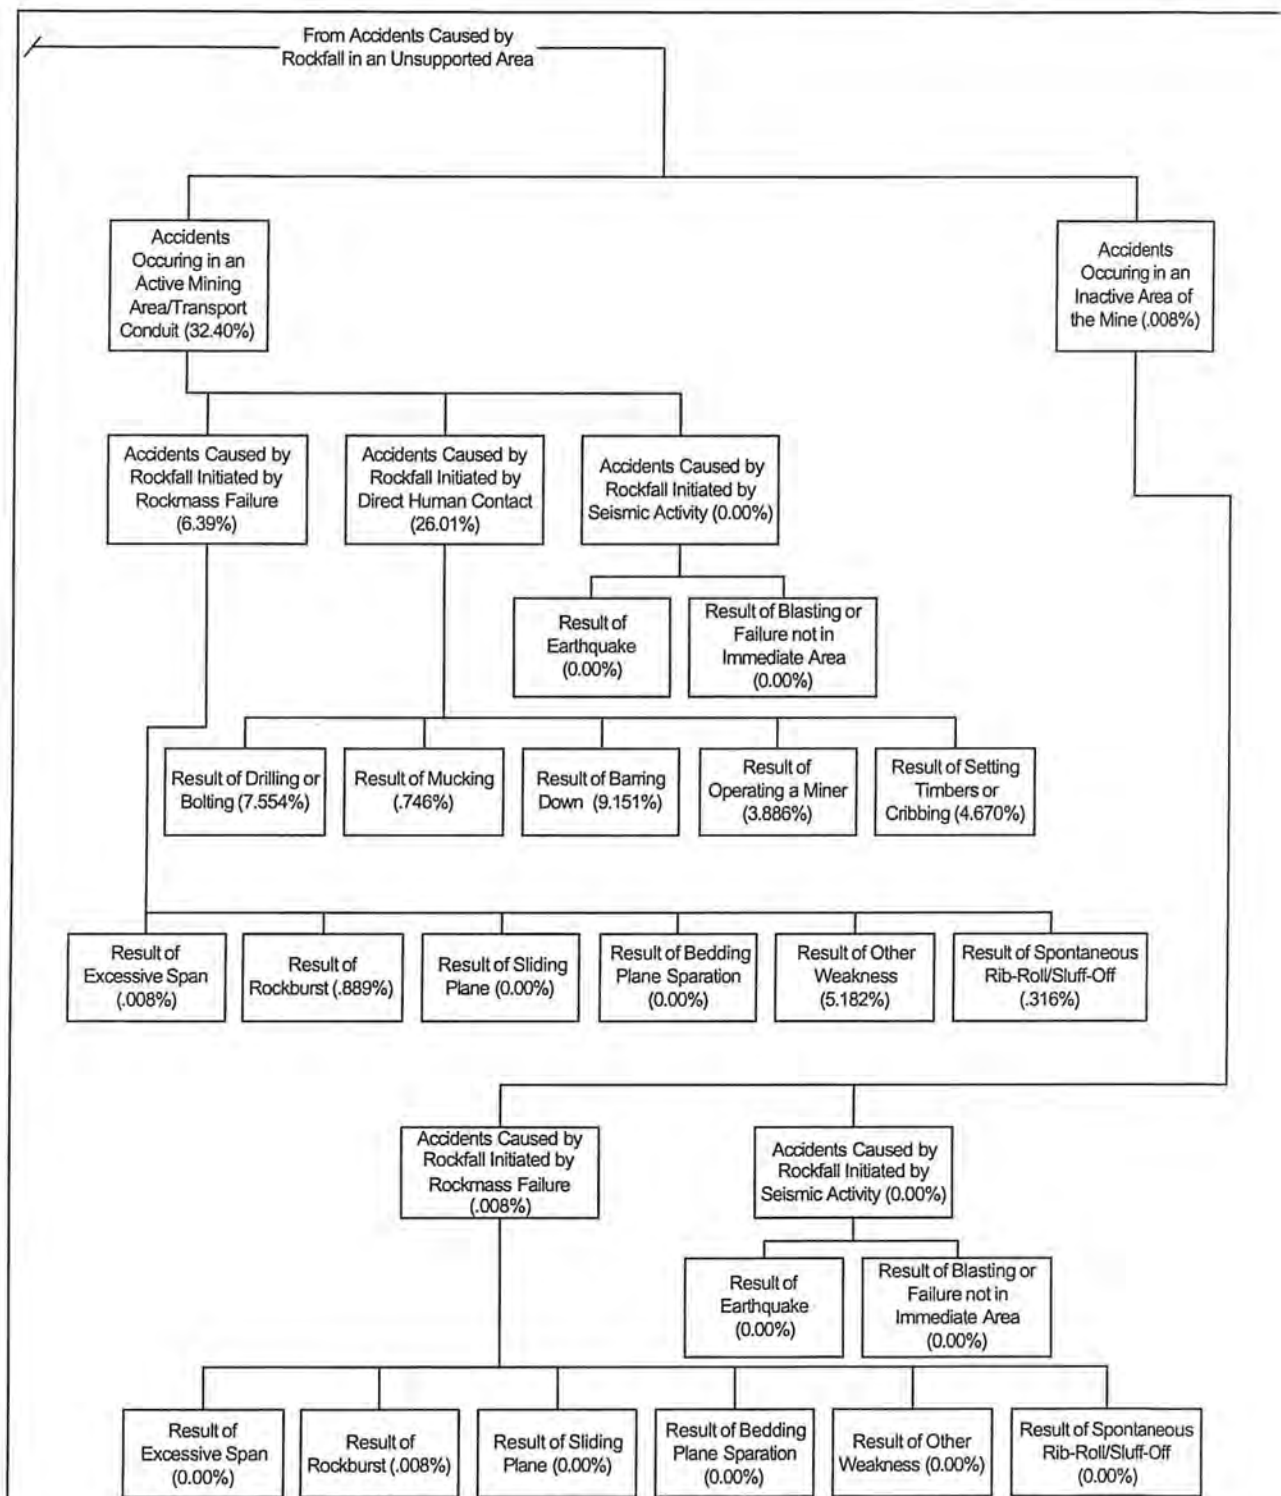 From Accidents Caused by
Rockfall in an Unsupported Area
Accidents
Occuring in an
Active Mining
Area/Transport
Conduit (32.40%)
Accidents
Occuring in an
Inactive Area of
the Mine (.008%)
Accidents Caused by
Rockfall Initiated by
Rockmass Failure
(6.39%)
Accidents Caused by
Rockfall Initiated by
Direct Human Contact
(26.01%)
Accidents Caused by
Rockfall Initiated by
Seismic Activity (0.00%)
Result of
Earthquake
(0.00%)
Result of Blasting or
Failure not in
Immediate Area
(0.00%)
Result of Drilling or
Bolting (7.554%)
Result of Mucking
(.746%)
Result of Barring
Down (9.151%)
Result of
Operating a Miner
(3.886%)
Result of Setting
Timbers or
Cribbing (4.670%)
Result of
Excessive Span
(.008%)
Result of
Rockburst (.889%)
Result of Sliding
Plane (0.00%)
Result of Bedding
Plane Sparation
(0.00%)
Result of Other
Weakness
(5.182%)
Result of Spontaneous
Rib-Roll/Sluff-Off
(.316%)
Accidents Caused by
Rockfall Initiated by
Rockmass Failure
(.008%)
Accidents Caused by
Rockfall Initiated by
Seismic Activity (0.00%)
Result of
Earthquake
(0.00%)
Result of Blasting or
Failure not in
Immediate Area
(0.00%)
Result of
Excessive Span
(0.00%)
Result of
Rockburst (.008%)
Result of Sliding
Plane (0.00%)
Result of Bedding
Plane Sparation
(0.00%)
Result of Other
Weakness (0.00%)
Result of Spontaneous
Rib-Roll/Sluff-Off
(0.00%)